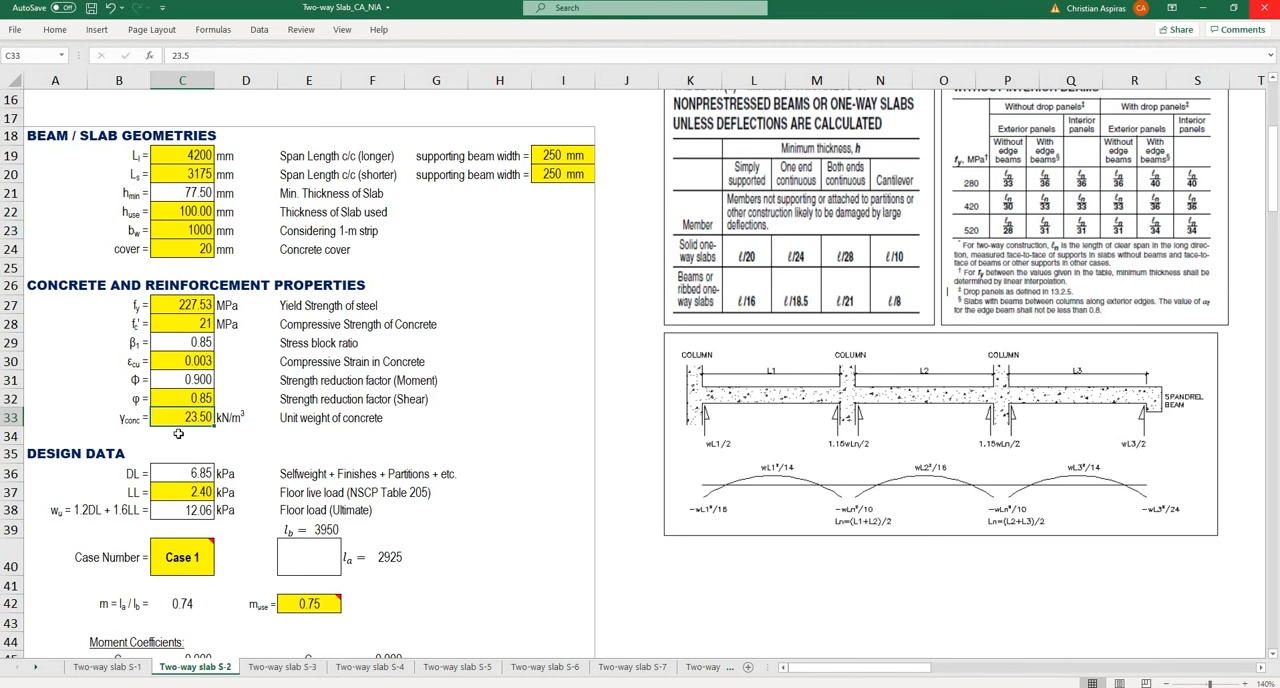 AutoSave Off
Two-way Slab_CA_NIA
Search
Christian Aspiras CA
File Home Insert Page Layout Formulas Data Review View Help
Share Comments
C33 fx 23.5
A B C D E F G H I J K L M N O P Q R S T
16
17
18 BEAM / SLAB GEOMETRIES
19 Ll = 4200 mm Span Length c/c (longer) supporting beam width = 250 mm
20 Ls = 3175 mm Span Length c/c (shorter) supporting beam width = 250 mm
21 hmin = 77.50 mm Min. Thickness of Slab
22 huse = 100.00 mm Thickness of Slab used
23 bw = 1000 mm Considering 1-m strip
24 cover = 20 mm Concrete cover
25
26 CONCRETE AND REINFORCEMENT PROPERTIES
27 fy = 227.53 MPa Yield Strength of steel
28 fc' = 21 MPa Compressive Strength of Concrete
29 β1 = 0.85 Stress block ratio
30 εcu = 0.003 Compressive Strain in Concrete
31 Φ = 0.900 Strength reduction factor (Moment)
32 φ = 0.85 Strength reduction factor (Shear)
33 γconc = 23.50 kN/m³ Unit weight of concrete
34
35 DESIGN DATA
36 DL = 6.85 kPa Selfweight + Finishes + Partitions + etc.
37 LL = 2.40 kPa Floor live load (NSCP Table 205)
38 wu = 1.2DL + 1.6LL = 12.06 kPa Floor load (Ultimate)
39 lb = 3950
40 Case Number = Case 1 la = 2925
41
42 m = la / lb = 0.74 muse = 0.75
43
44 Moment Coefficients:
NONPRESTRESSED BEAMS OR ONE-WAY SLABS
UNLESS DEFLECTIONS ARE CALCULATED
Minimum thickness, h
Member Simply supported One end continuous Both ends continuous Cantilever
Members not supporting or attached to partitions or other construction likely to be damaged by large deflections.
Solid one-way slabs ℓ/20 ℓ/24 ℓ/28 ℓ/10
Beams or ribbed one-way slabs ℓ/16 ℓ/18.5 ℓ/21 ℓ/8
Without drop panels‡ With drop panels‡
Exterior panels Interior panels Exterior panels Interior panels
fy, MPa† Without edge beams With edge beams§ Without edge beams With edge beams§
280 ℓn/33 ℓn/36 ℓn/36 ℓn/36 ℓn/40 ℓn/40
420 ℓn/30 ℓn/33 ℓn/33 ℓn/33 ℓn/36 ℓn/36
520 ℓn/28 ℓn/31 ℓn/31 ℓn/31 ℓn/34 ℓn/34
* For two-way construction, ℓn is the length of clear span in the long direc-
tion, measured face-to-face of supports in slabs without beams and face-to-
face of beams or other supports in other cases.
† For fy between the values given in the table, minimum thickness shall be
determined by linear interpolation.
‡ Drop panels as defined in 13.2.5.
§ Slabs with beams between columns along exterior edges. The value of αf
for the edge beam shall not be less than 0.8.
COLUMN COLUMN COLUMN
L1 L2 L3
SPANDREL
BEAM
wL1/2 1.15wLn/2 1.15wLn/2 wL3/2
wL1²/14 wL2²/16 wL3²/14
-wL1²/16 -wLn²/10 -wLn²/10 -wL3²/24
Ln=(L1+L2)/2 Ln=(L2+L3)/2
Two-way slab S-1 Two-way slab S-2 Two-way slab S-3 Two-way slab S-4 Two-way slab S-5 Two-way slab S-6 Two-way slab S-7 Two-way ...
140%